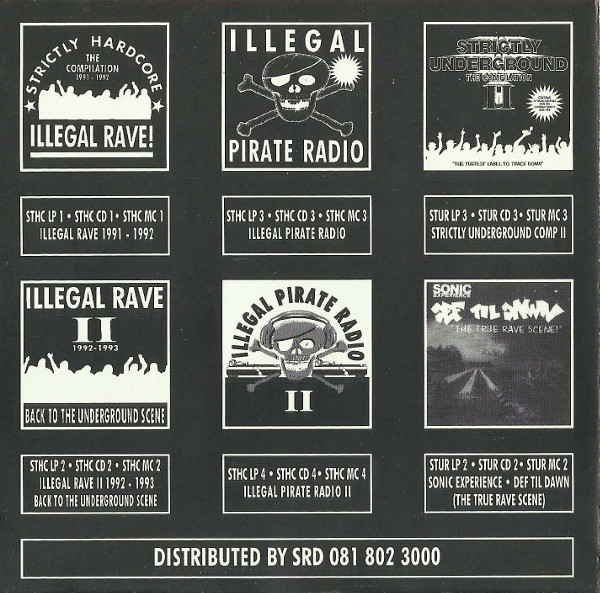 STRICTLY HARDCORE
THE
COMPILATION
1991 - 1992
ILLEGAL RAVE!
ILLEGAL
PIRATE RADIO
STRICTLY
UNDERGROUND
THE COMPILATION
II
"THE TUFFEST LABEL TO TRACK DOWN"
STHC LP 1 • STHC CD 1 • STHC MC 1
ILLEGAL RAVE 1991 - 1992
STHC LP 3 • STHC CD 3 • STHC MC 3
ILLEGAL PIRATE RADIO
STUR LP 3 • STUR CD 3 • STUR MC 3
STRICTLY UNDERGROUND COMP II
ILLEGAL RAVE
II
1992-1993
BACK TO THE UNDERGROUND SCENE
ILLEGAL PIRATE RADIO
II
SONIC
EXPERIENCE
DEF TIL DAWN
"THE TRUE RAVE SCENE!"
STHC LP 2 • STHC CD 2 • STHC MC 2
ILLEGAL RAVE II 1992 - 1993
BACK TO THE UNDERGROUND SCENE
STHC LP 4 • STHC CD 4 • STHC MC 4
ILLEGAL PIRATE RADIO II
STUR LP 2 • STUR CD 2 • STUR MC 2
SONIC EXPERIENCE • DEF TIL DAWN
(THE TRUE RAVE SCENE)
DISTRIBUTED BY SRD 081 802 3000